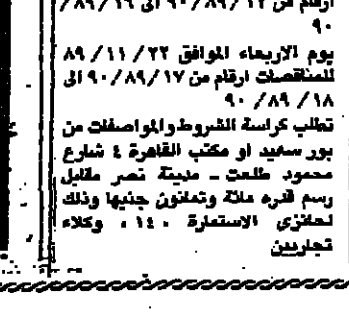 ارقام من ١٢ /٨٩/ ٩٠ الى ١٦ /٨٩/
٩٠
يوم الاربعاء الموافق ٢٢ /١١ /٨٩
للمناقصات ارقام من ١٧ /٨٩ /٩٠ الى
١٨ /٨٩ /٩٠
تطلب كراسة الشروط والمواصفات من
بور سعيد او مكتب القاهرة ٤ شارع
محمود طلعت ـ مدينة نصر مقابل
رسم قدره مائة وثمانون جنيها وذلك
لحائزى الاستمارة ١٤٠ وكلاء
تجاريين